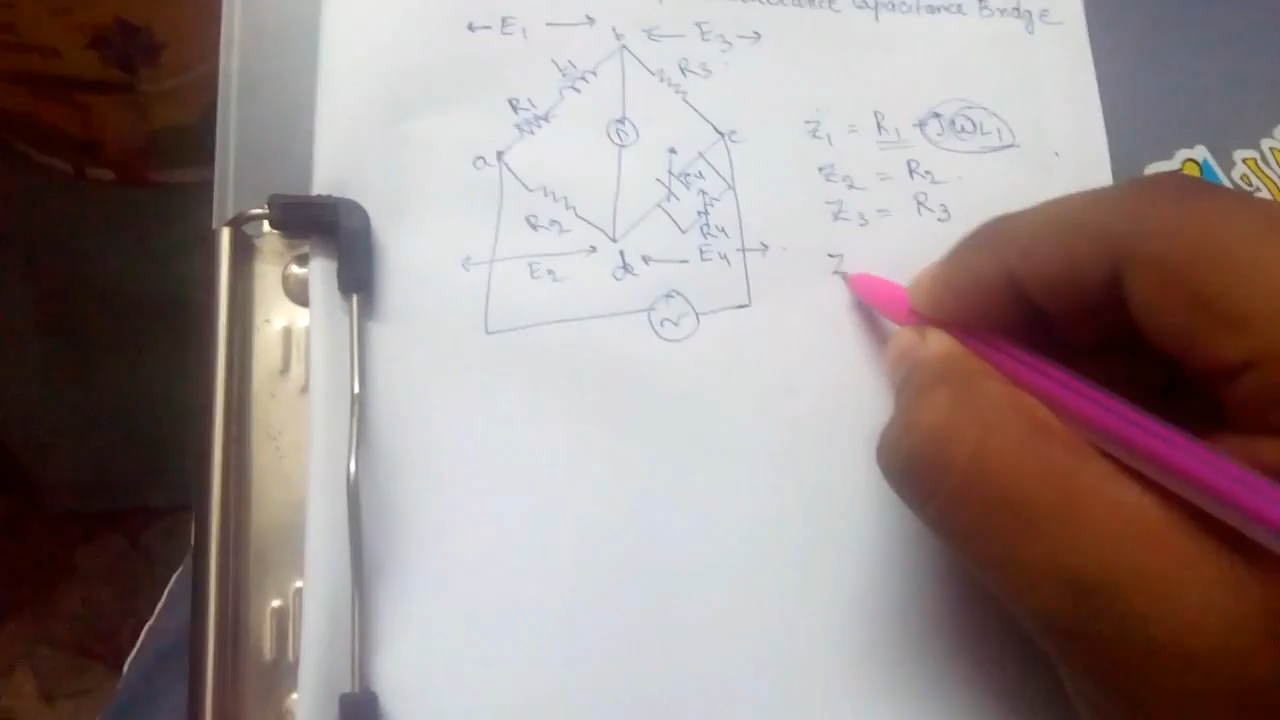 Capacitance Bridge
E1
b
E3
L1
R3
R1
a
c
R2
C4
R4
E2
d
E4
Z1 = R1 + JωL1
Z2 = R2
Z3 = R3
Z